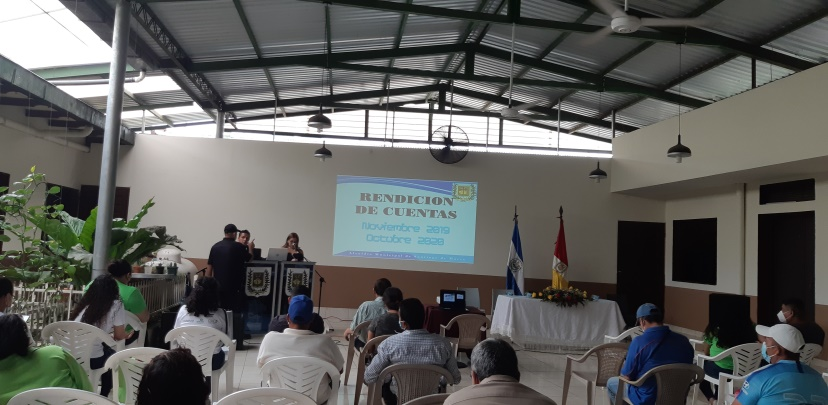 RENDICION
DE CUENTAS
Noviembre 2019
Octubre 2020